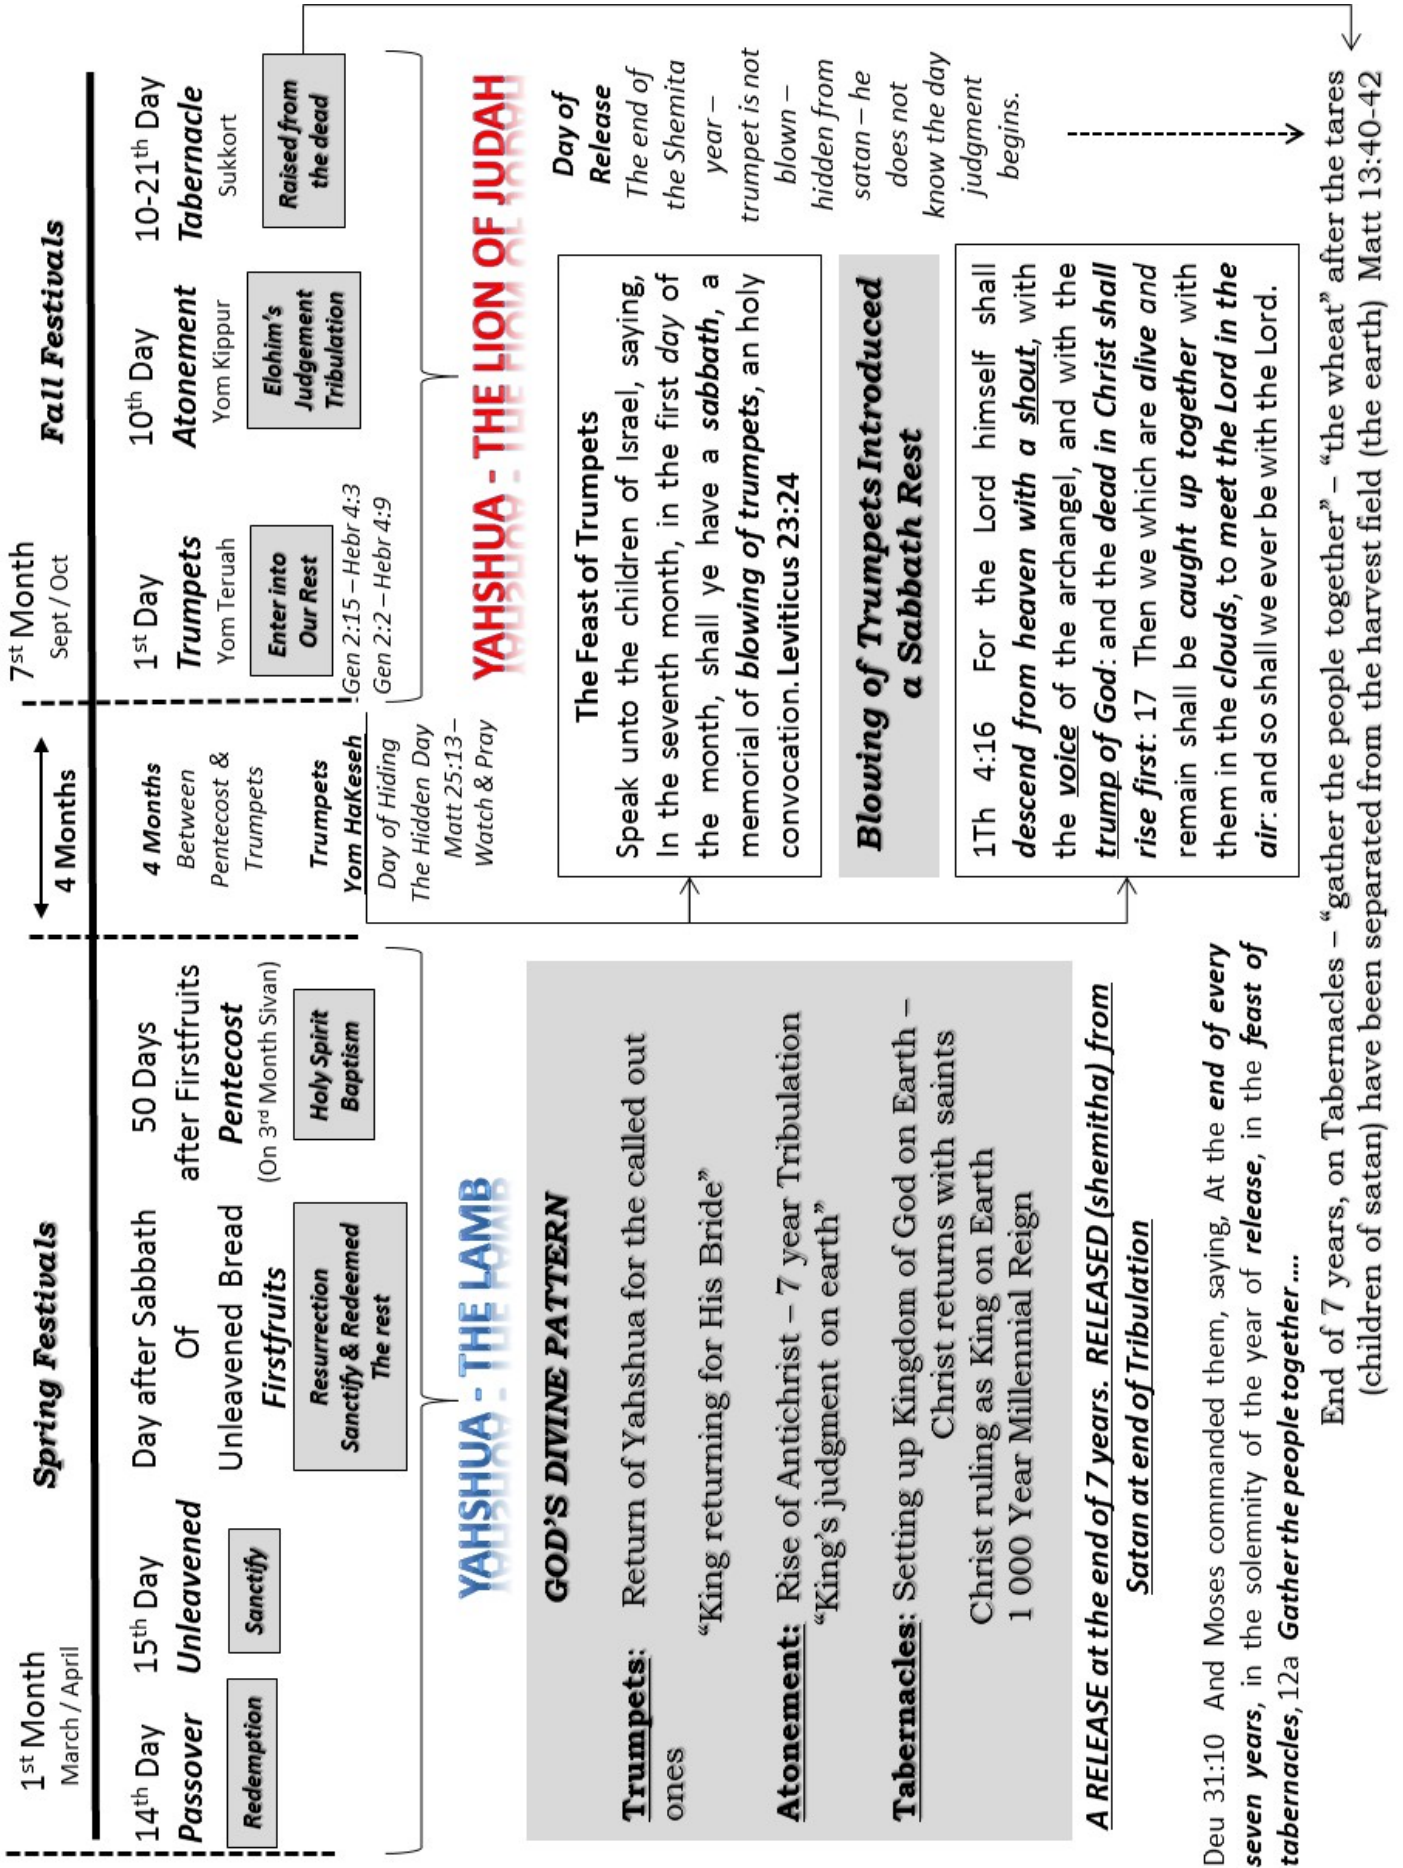 1st Month
March / April
Spring Festivals
4 Months
7st Month
Sept / Oct
Fall Festivals
14th Day
Passover
Redemption
15th Day
Unleavened
Sanctify
Day after Sabbath
Of
Unleavened Bread
Firstfruits
Resurrection
Sanctify & Redeemed
The rest
50 Days
after Firstfruits
Pentecost
(On 3rd Month Sivan)
Holy Spirit
Baptism
4 Months
Between
Pentecost &
Trumpets
Trumpets
Yom HaKeseh
Day of Hiding
The Hidden Day
Matt 25:13–
Watch & Pray
1st Day
Trumpets
Yom Teruah
Enter into
Our Rest
Gen 2:15 – Hebr 4:3
Gen 2:2 – Hebr 4:9
10th Day
Atonement
Yom Kippur
Elohim's
Judgement
Tribulation
10-21th Day
Tabernacle
Sukkort
Raised from
the dead
YAHSHUA - THE LAMB
YAHSHUA - THE LION OF JUDAH
GOD'S DIVINE PATTERN
Trumpets: Return of Yahshua for the called out
ones
“King returning for His Bride”
Atonement: Rise of Antichrist – 7 year Tribulation
“King's judgment on earth”
Tabernacles: Setting up Kingdom of God on Earth –
Christ returns with saints
Christ ruling as King on Earth
1 000 Year Millennial Reign
A RELEASE at the end of 7 years. RELEASED (shemitha) from
Satan at end of Tribulation
Deu 31:10 And Moses commanded them, saying, At the end of every
seven years, in the solemnity of the year of release, in the feast of
tabernacles, 12a Gather the people together ....
The Feast of Trumpets
Speak unto the children of Israel, saying,
In the seventh month, in the first day of
the month, shall ye have a sabbath, a
memorial of blowing of trumpets, an holy
convocation. Leviticus 23:24
Blowing of Trumpets Introduced
a Sabbath Rest
1Th 4:16 For the Lord himself shall
descend from heaven with a shout, with
the voice of the archangel, and with the
trump of God: and the dead in Christ shall
rise first: 17 Then we which are alive and
remain shall be caught up together with
them in the clouds, to meet the Lord in the
air: and so shall we ever be with the Lord.
Day of
Release
The end of
the Shemita
year –
trumpet is not
blown –
hidden from
satan – he
does not
know the day
judgment
begins.
End of 7 years, on Tabernacles – “gather the people together” – “the wheat” after the tares
(children of satan) have been separated from the harvest field (the earth) Matt 13:40-42